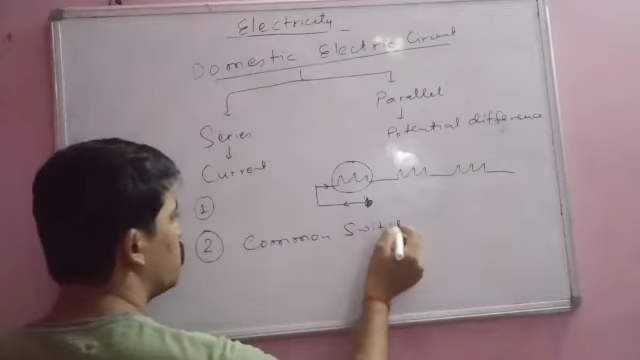 Electricity
Domestic Electric Circuit
Series
Parallel
Current
Potential difference
1
2 Common Switch